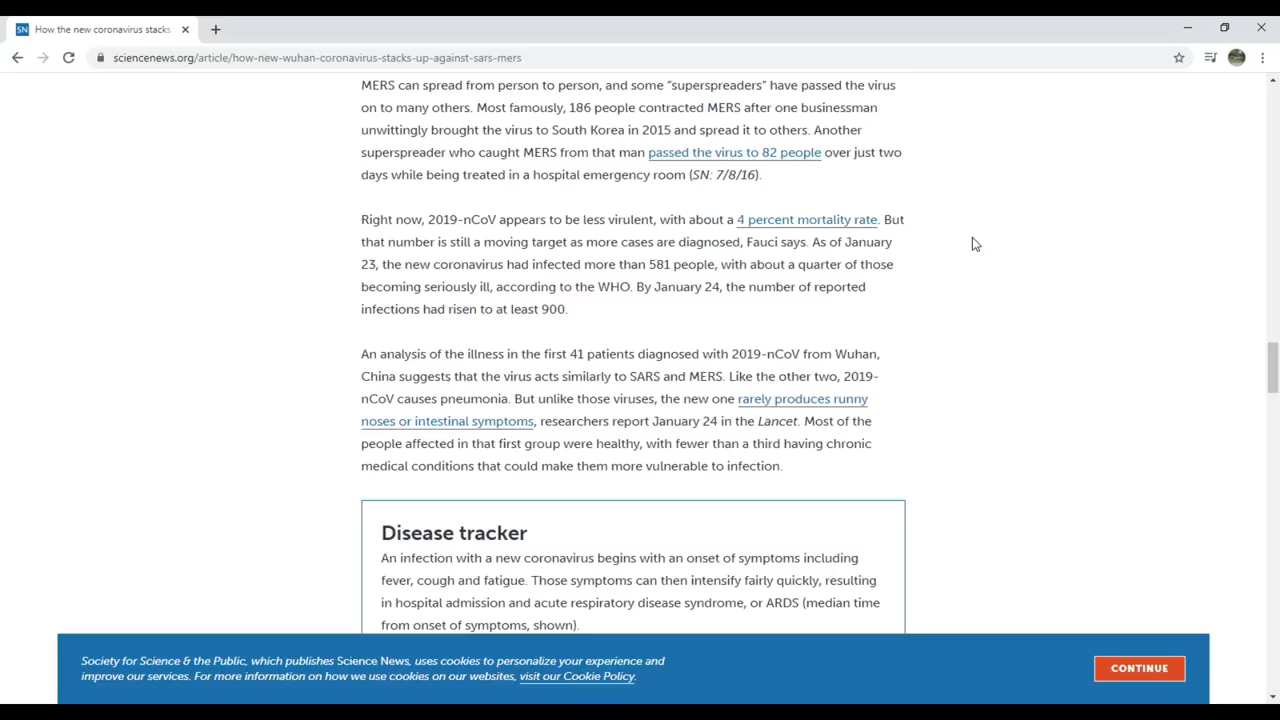 How the new coronavirus stacks
sciencenews.org/article/how-new-wuhan-coronavirus-stacks-up-against-sars-mers
MERS can spread from person to person, and some “superspreaders” have passed the virus
on to many others. Most famously, 186 people contracted MERS after one businessman
unwittingly brought the virus to South Korea in 2015 and spread it to others. Another
superspreader who caught MERS from that man passed the virus to 82 people over just two
days while being treated in a hospital emergency room (SN: 7/8/16).
Right now, 2019-nCoV appears to be less virulent, with about a 4 percent mortality rate. But
that number is still a moving target as more cases are diagnosed, Fauci says. As of January
23, the new coronavirus had infected more than 581 people, with about a quarter of those
becoming seriously ill, according to the WHO. By January 24, the number of reported
infections had risen to at least 900.
An analysis of the illness in the first 41 patients diagnosed with 2019-nCoV from Wuhan,
China suggests that the virus acts similarly to SARS and MERS. Like the other two, 2019-
nCoV causes pneumonia. But unlike those viruses, the new one rarely produces runny
noses or intestinal symptoms, researchers report January 24 in the Lancet. Most of the
people affected in that first group were healthy, with fewer than a third having chronic
medical conditions that could make them more vulnerable to infection.
Disease tracker
An infection with a new coronavirus begins with an onset of symptoms including
fever, cough and fatigue. Those symptoms can then intensify fairly quickly, resulting
in hospital admission and acute respiratory disease syndrome, or ARDS (median time
from onset of symptoms, shown).
Society for Science & the Public, which publishes Science News, uses cookies to personalize your experience and
improve our services. For more information on how we use cookies on our websites, visit our Cookie Policy.
CONTINUE